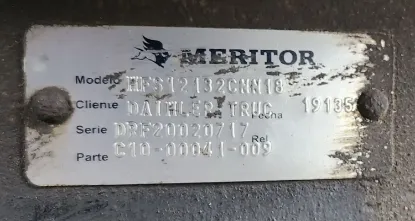 MERITOR
Modelo MFS12132CNN18
Cliente DAIMLER TRUC Fecha 19135
Serie DRF20020717 Rel
Parte C10-00041-009